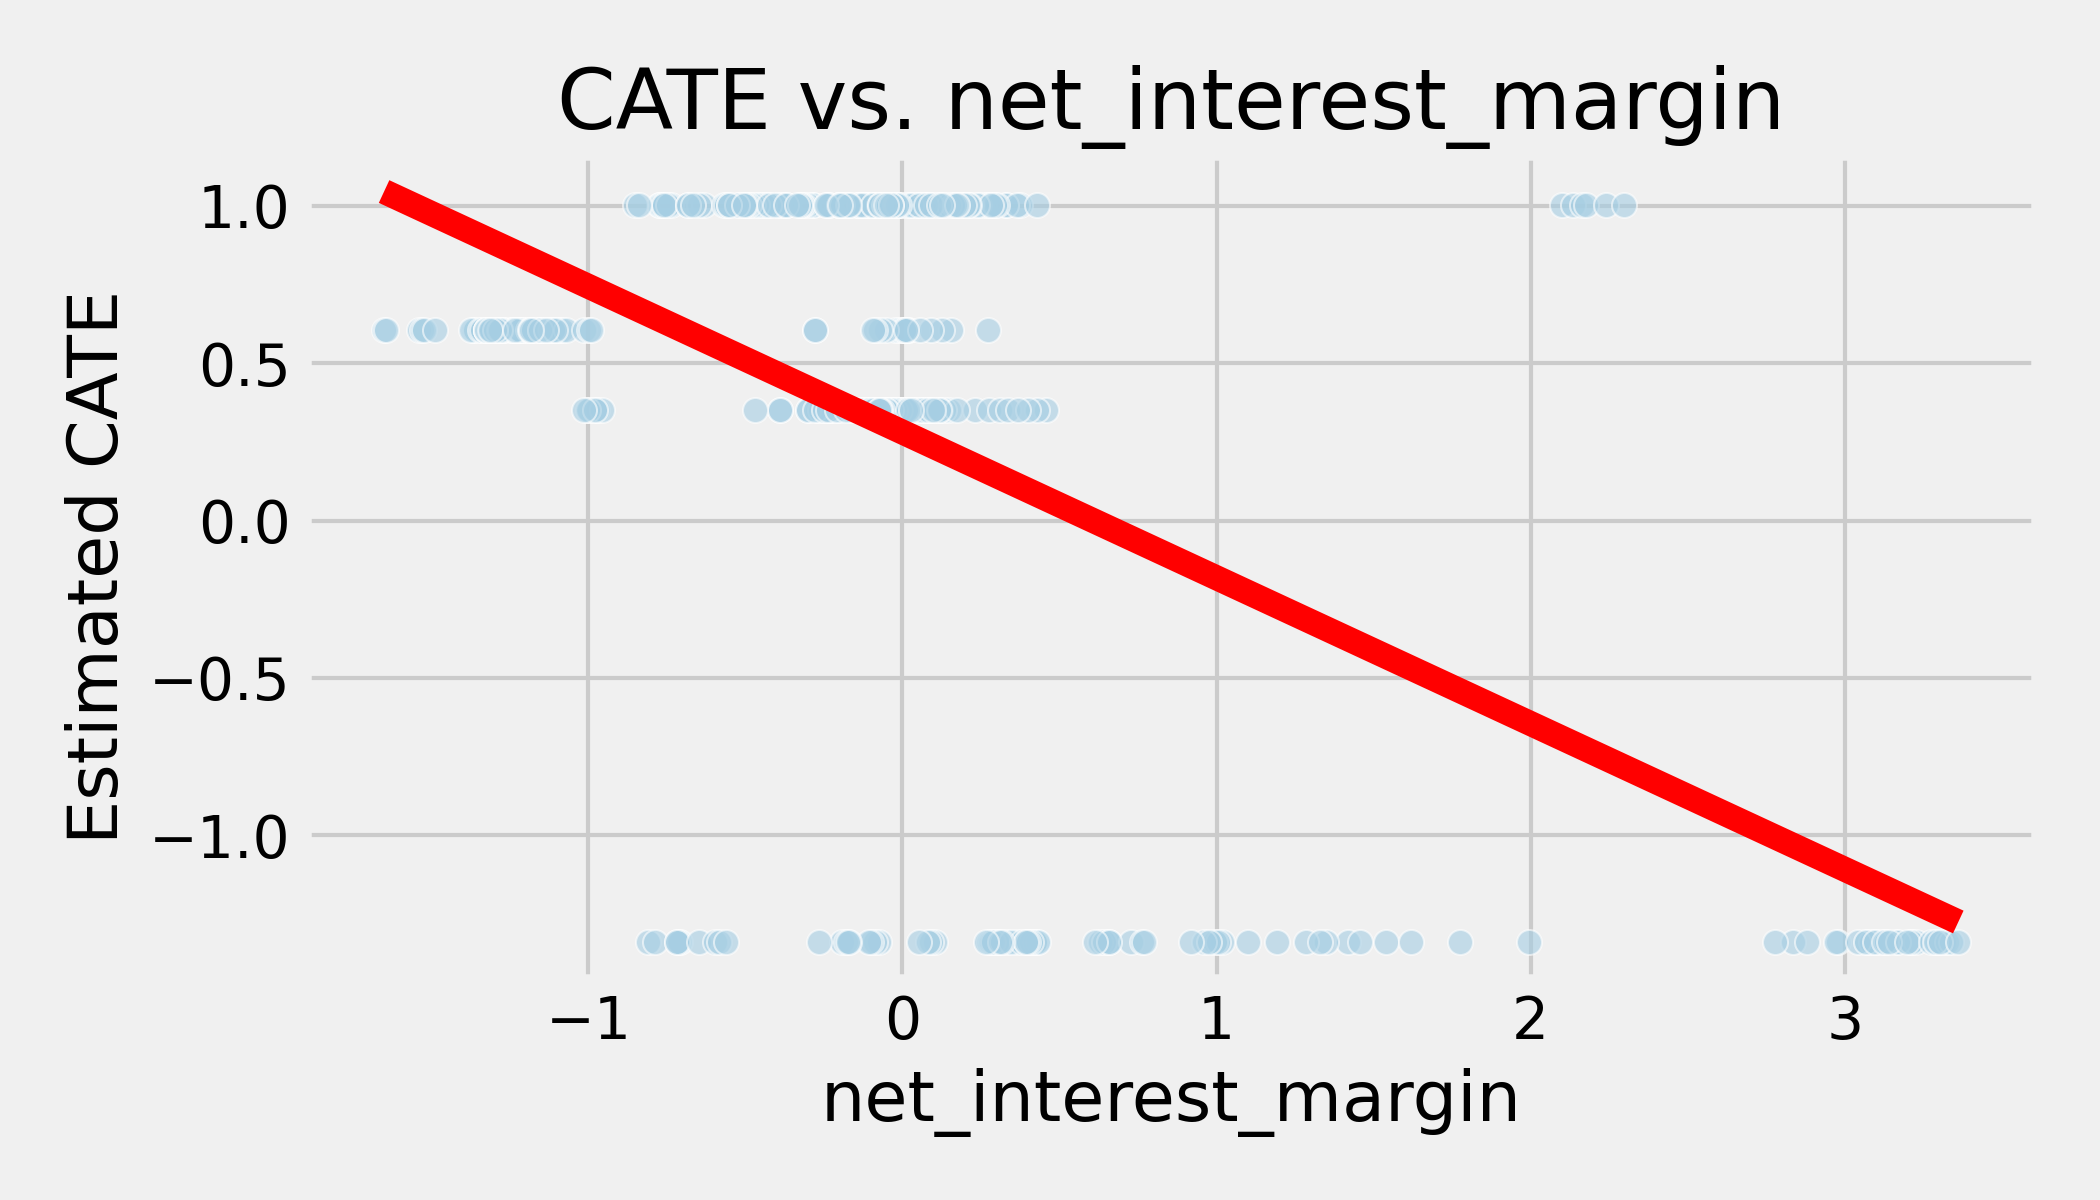 CATE vs. net_interest_margin
Estimated CATE
1.0
0.5
0.0
−0.5
−1.0
−1 0 1 2 3
net_interest_margin